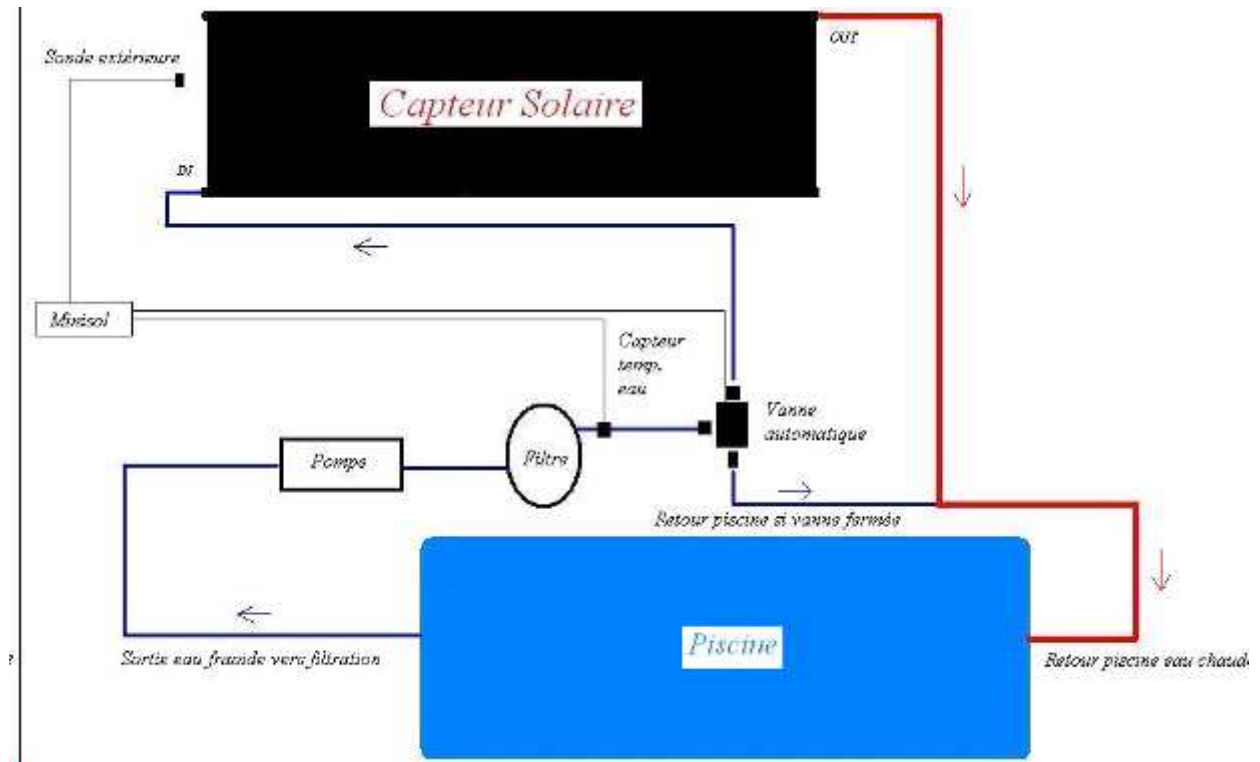 OUT
Sonde extérieure
Capteur Solaire
IN
Minisol
Capteur
temp.
eau
Vanne
automatique
Pompe
Filtre
Retour piscine si vanne fermée
Piscine
Sortie eau froide vers filtration
Retour piscine eau chaude
?